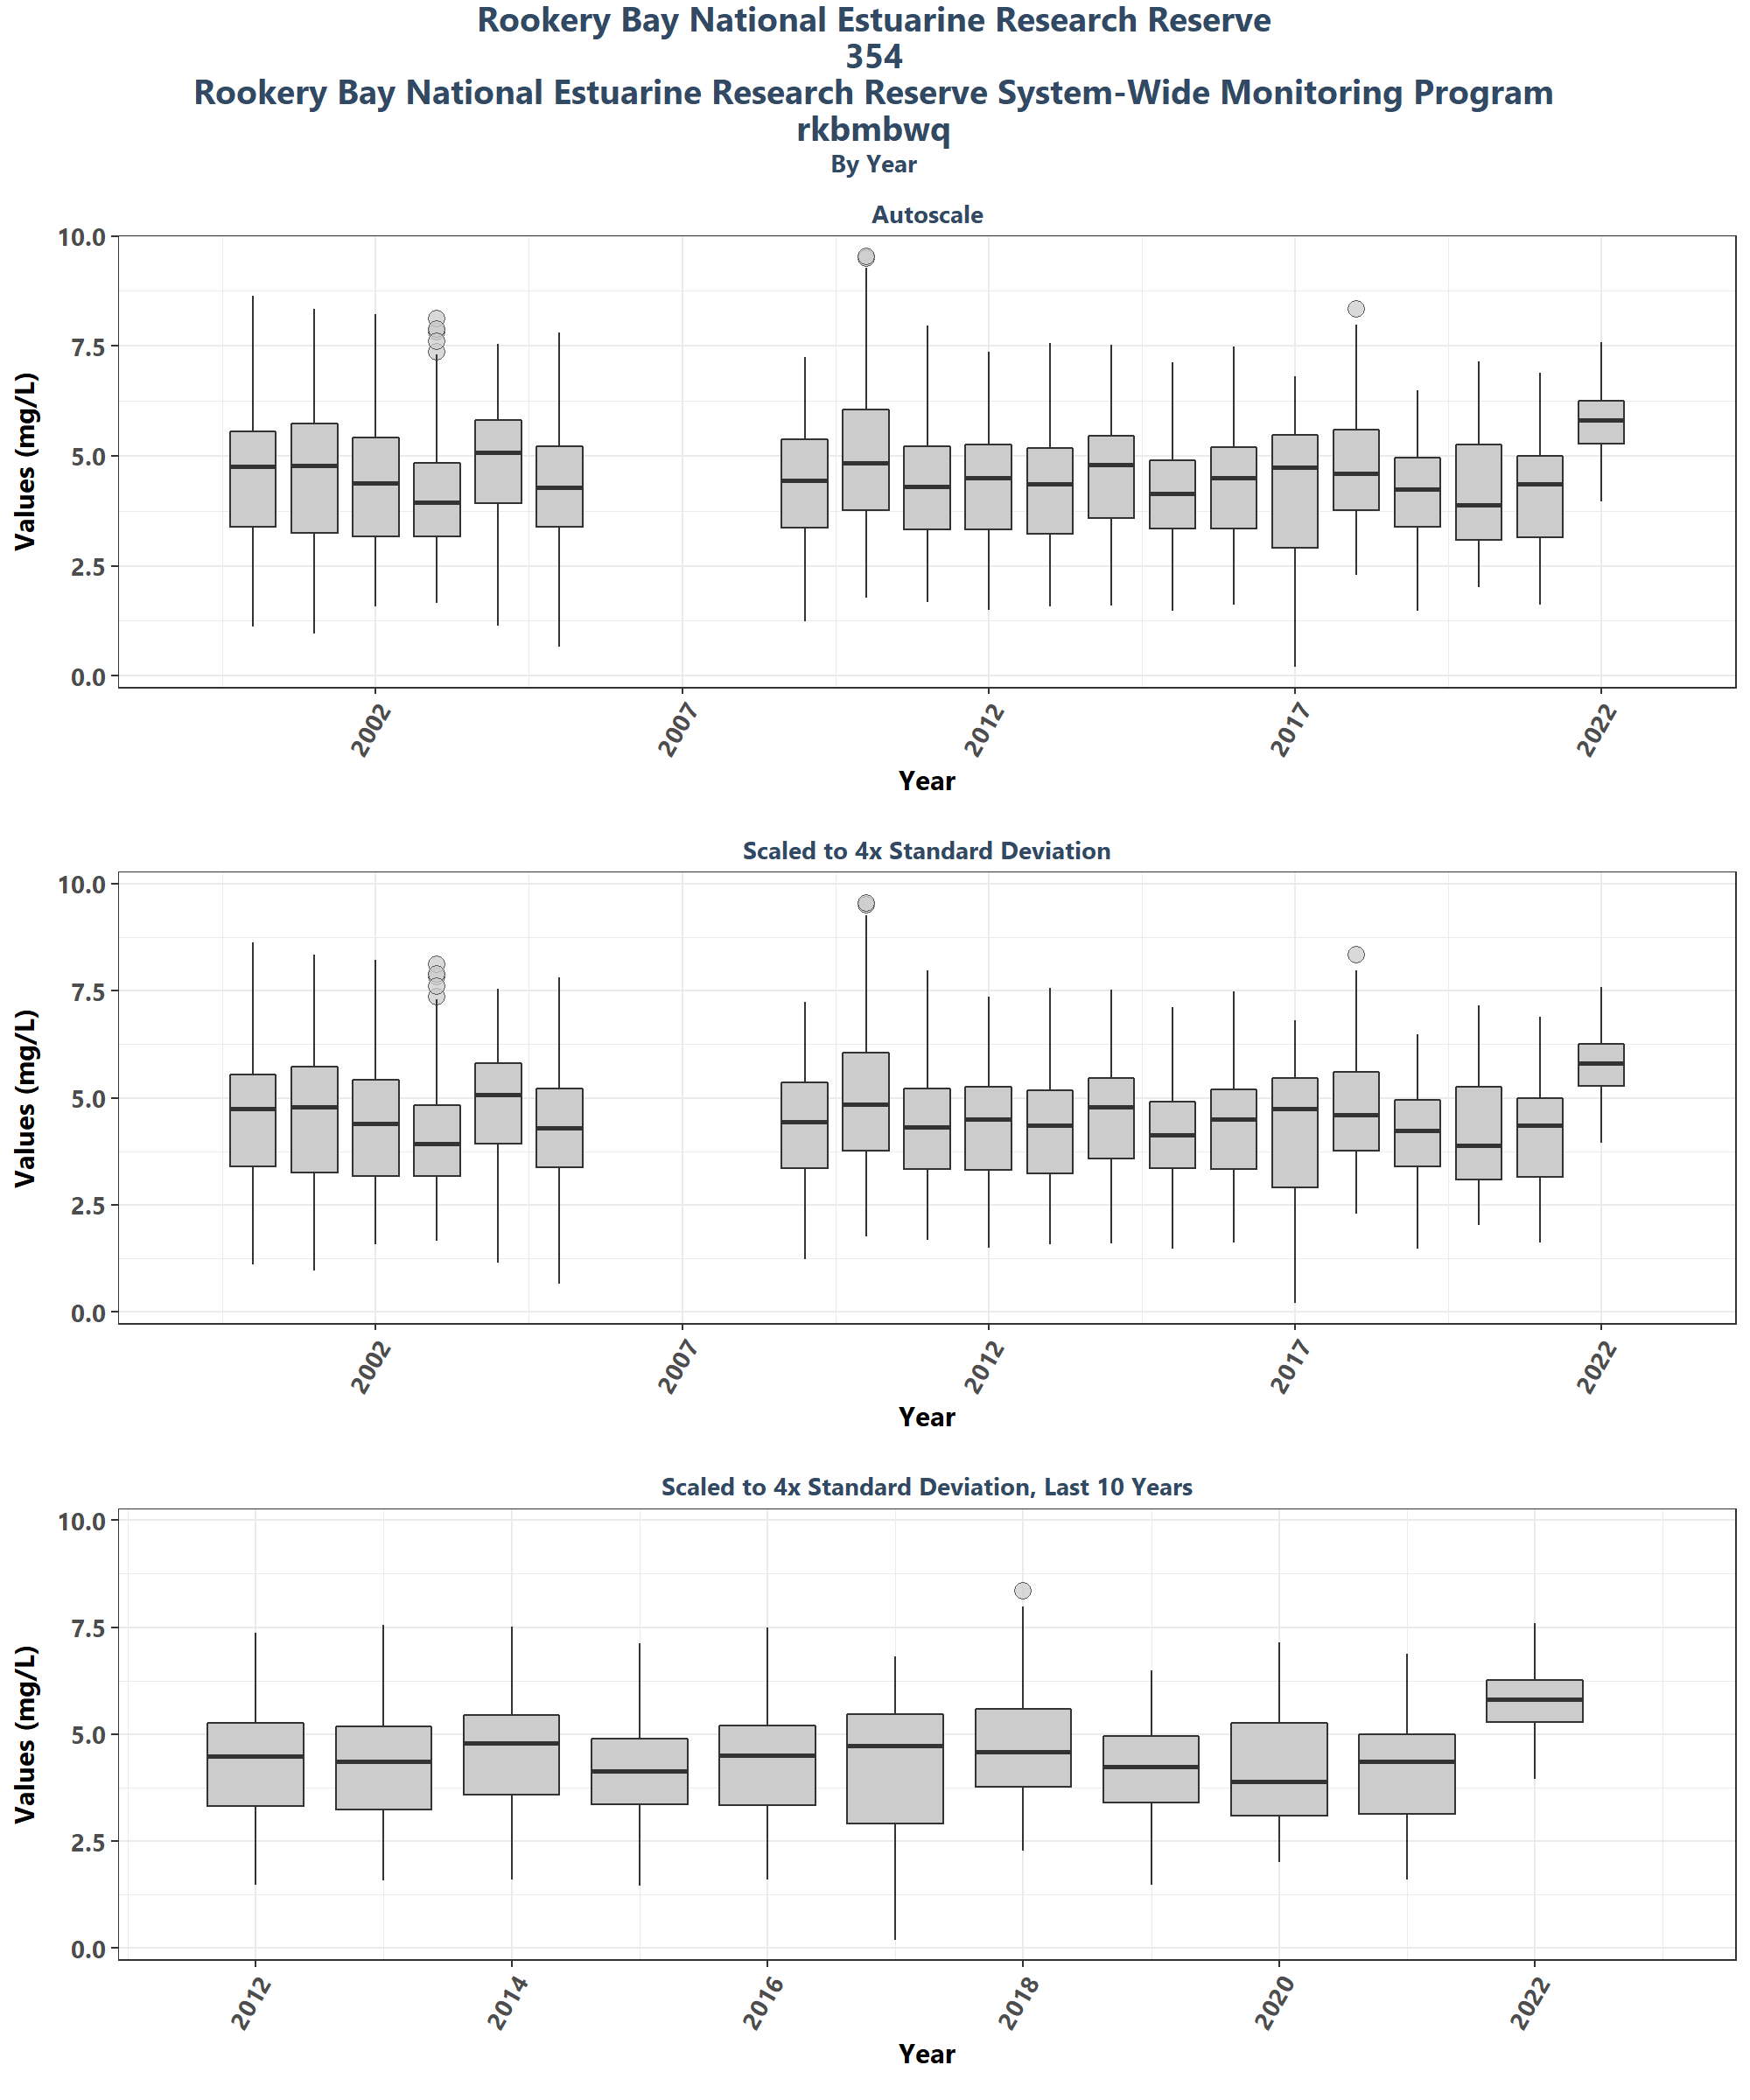 Rookery Bay National Estuarine Research Reserve
354
Rookery Bay National Estuarine Research Reserve System-Wide Monitoring Program
rkbmbwq
By Year
Autoscale
Values (mg/L)
10.0
7.5
5.0
2.5
0.0
2002 2007 2012 2017 2022
Year
Scaled to 4x Standard Deviation
Values (mg/L)
10.0
7.5
5.0
2.5
0.0
2002 2007 2012 2017 2022
Year
Scaled to 4x Standard Deviation, Last 10 Years
Values (mg/L)
10.0
7.5
5.0
2.5
0.0
2012 2014 2016 2018 2020 2022
Year